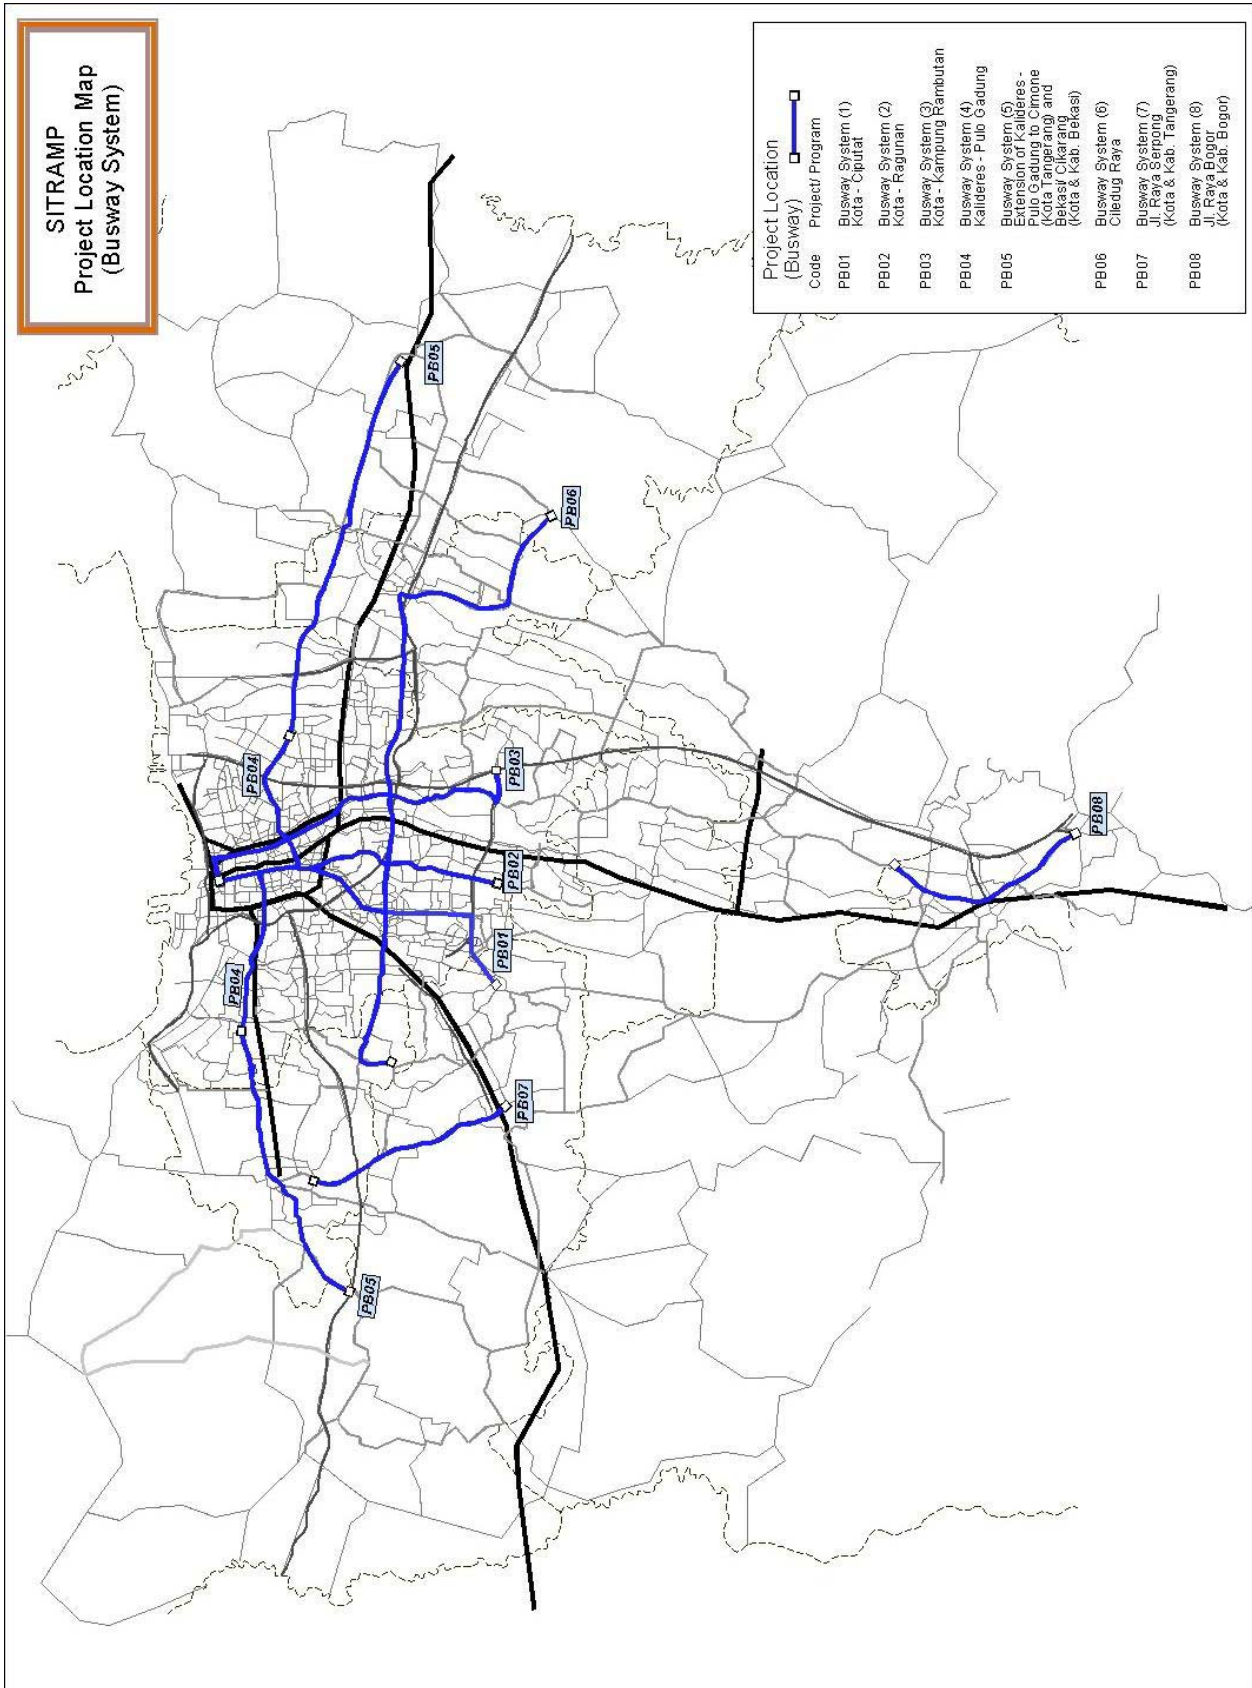 SITRAMP
Project Location Map
(Busway System)
PB05
PB06
PB04
PB03
PB02
PB01
PB04
PB07
PB05
PB08
Project Location
(Busway)
Code Project/ Program
PB01 Busway System (1)
Kota - Ciputat
PB02 Busway System (2)
Kota - Ragunan
PB03 Busway System (3)
Kota - Kampung Rambutan
PB04 Busway System (4)
Kalideres - Pulo Gadung
PB05 Busway System (5)
Extension of Kalideres -
Pulo Gadung to Cimone
(Kota Tangerang) and
Bekasi/ Cikarang
(Kota & Kab. Bekasi)
PB06 Busway System (6)
Ciledug Raya
PB07 Busway System (7)
Jl. Raya Serpong
(Kota & Kab. Tangerang)
PB08 Busway System (8)
Jl. Raya Bogor
(Kota & Kab. Bogor)